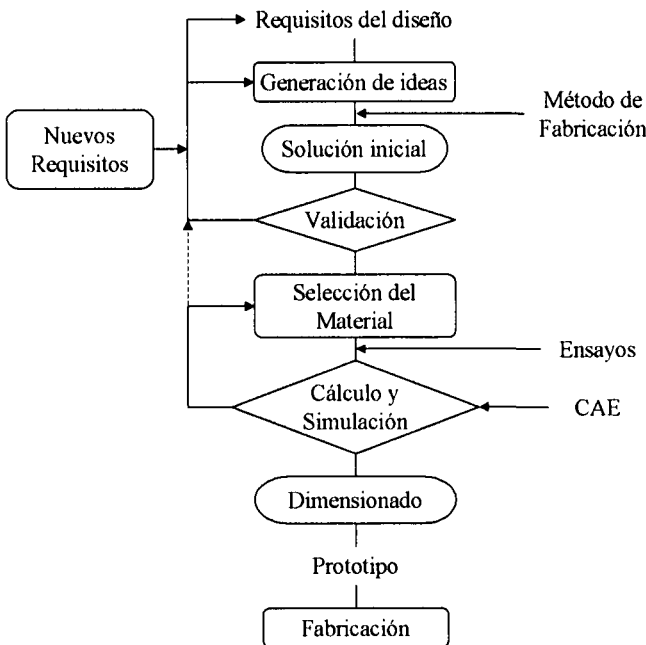 Requisitos del diseño
Generación de ideas
Método de
Fabricación
Nuevos
Requisitos
Solución inicial
Validación
Selección del
Material
Ensayos
Cálculo y
Simulación
CAE
Dimensionado
Prototipo
Fabricación